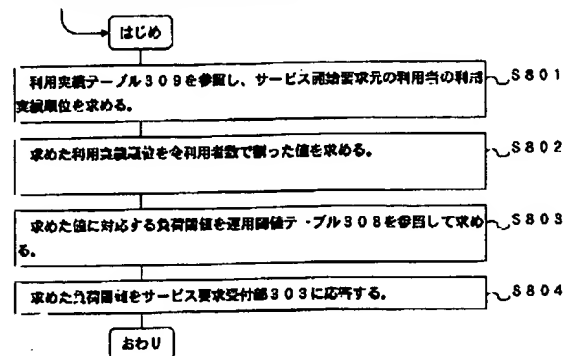 はじめ
利用実績テーブル309を参照し、サービス開始要求元の利用者の利用
実績順位を求める。
S801
求めた利用実績順位を全利用者数で割った値を求める。
S802
求めた値に対応する負荷閾値を運用閾値テーブル308を参照して求め
る。
S803
求めた負荷閾値をサービス要求受付部303に応答する。
S804
おわり